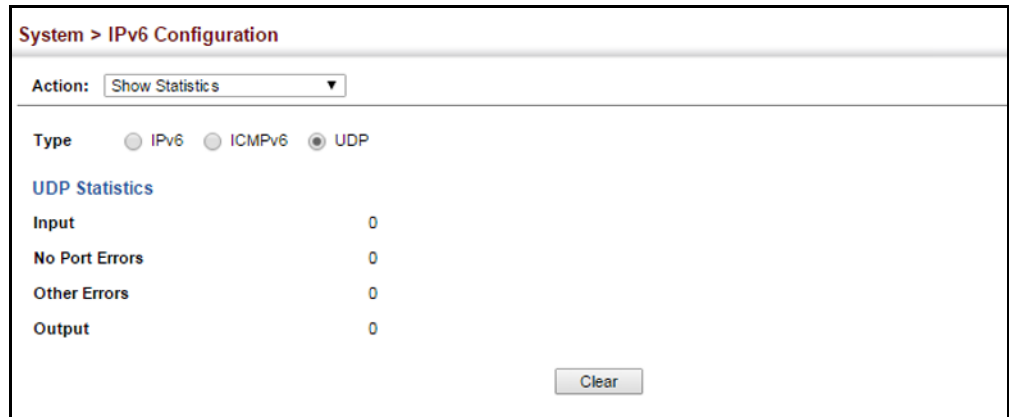 System > IPv6 Configuration
Action: Show Statistics
Type IPv6 ICMPv6 UDP
UDP Statistics
Input 0
No Port Errors 0
Other Errors 0
Output 0
Clear